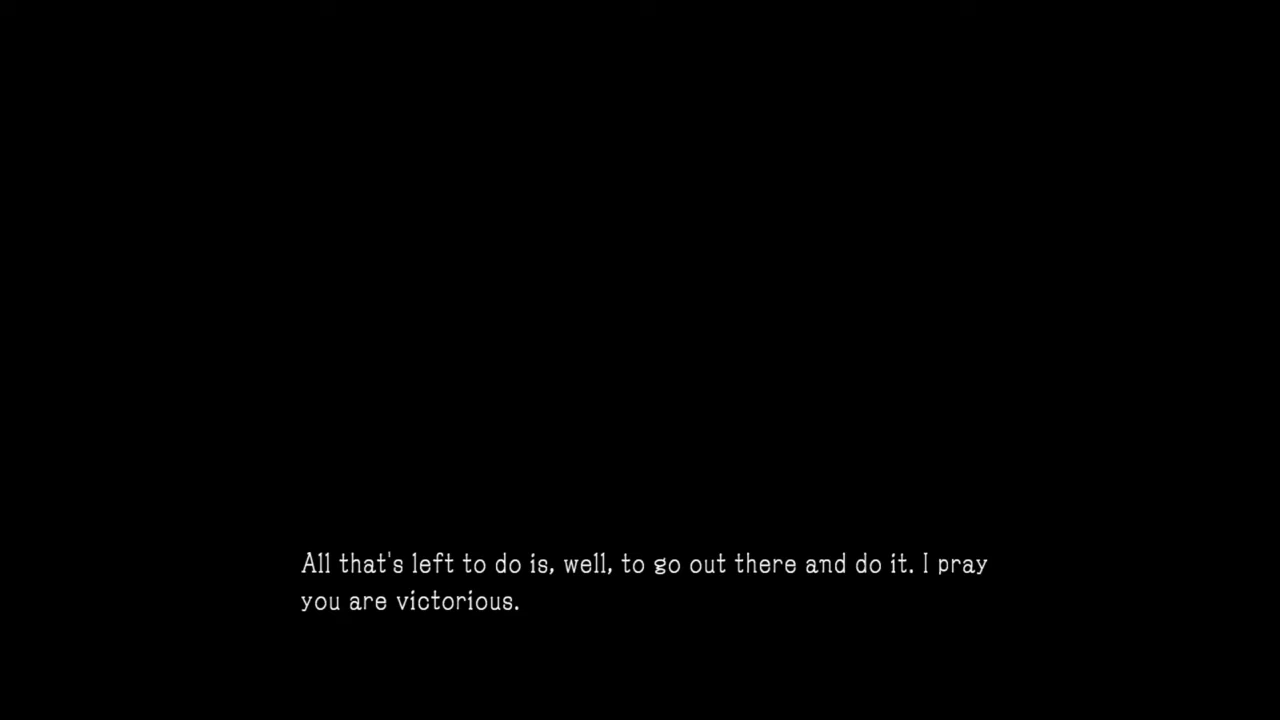 All that's left to do is, well, to go out there and do it. I pray
you are victorious.